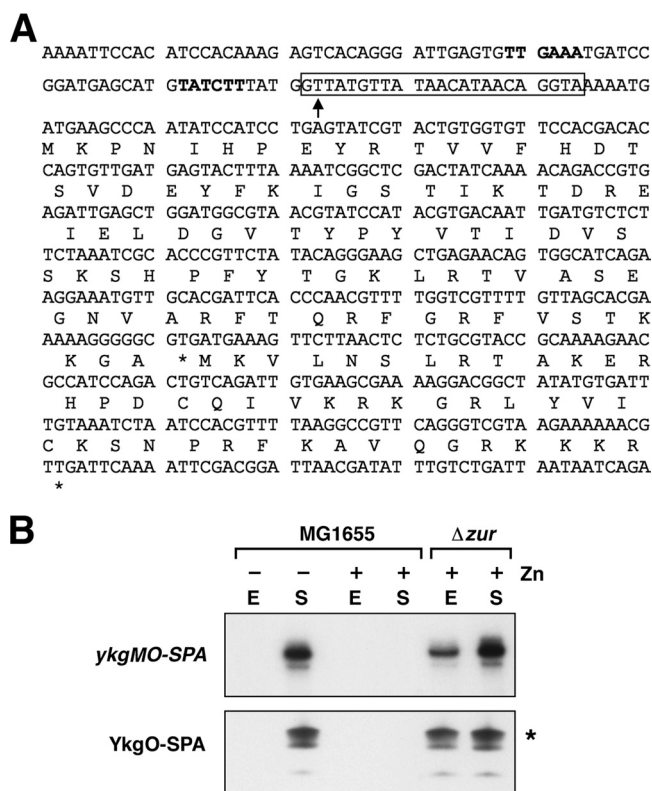 A
AAAATTCCAC ATCCACAAAG AGTCACAGGG ATTGAGTGTT GAAATGATCC
GGATGAGCATG GTATCTTTATG GGTTATGTTA TAACATAACA GGTAAAAATG
ATGAAGCCCA ATATCCATCC TGAGTATCGT ACTGTGGTGT TCCACGACAC
M K P N I H P E Y R T V V F H D T
CAGTGTTGAT GAGTACTTTA AAATCGGCTC GACTATCAAA ACAGACCGTG
S V D E Y F K I G S T I K T D R E
AGATTGAGCT GGATGGCGTA ACGTATCCAT ACGTGACAAT TGATGTCTCT
I E L D G V T Y P Y V T I D V S
TCTAAATCGC ACCCGTTCTA TACAGGGAAG CTGAGAACAG TGGCATCAGA
S K S H P F Y T G K L R T V A S E
AGGAAATGTT GCACGATTCA CCCAACGTTT TGGTCGTTTT GTTAGCACGA
G N V A R F T Q R F G R F V S T K
AAAAGGGGGC GTGATGAAAG TTCTTAACTC TCTGCGTACC GCAAAAGAAC
K G A * M K V L N S L R T A K E R
GCCATCCAGA CTGTCAGATT GTGAAGCGAA AAGGACGGCT ATATGTGATT
H P D C Q I V K R K G R L Y V I
TGTAAATCTA ATCCACGTTT TAAGGCCGTT CAGGGTCGTA AGAAAAAACG
C K S N P R F K A V Q G R K K R
TTGATTCAAA ATTCGACGGA TTAACGATAT TTGTCTGATT AATAATCAGA
*
B
MG1655 Δzur
– – + + + + Zn
E S E S E S
ykgMO-SPA
YkgO-SPA *